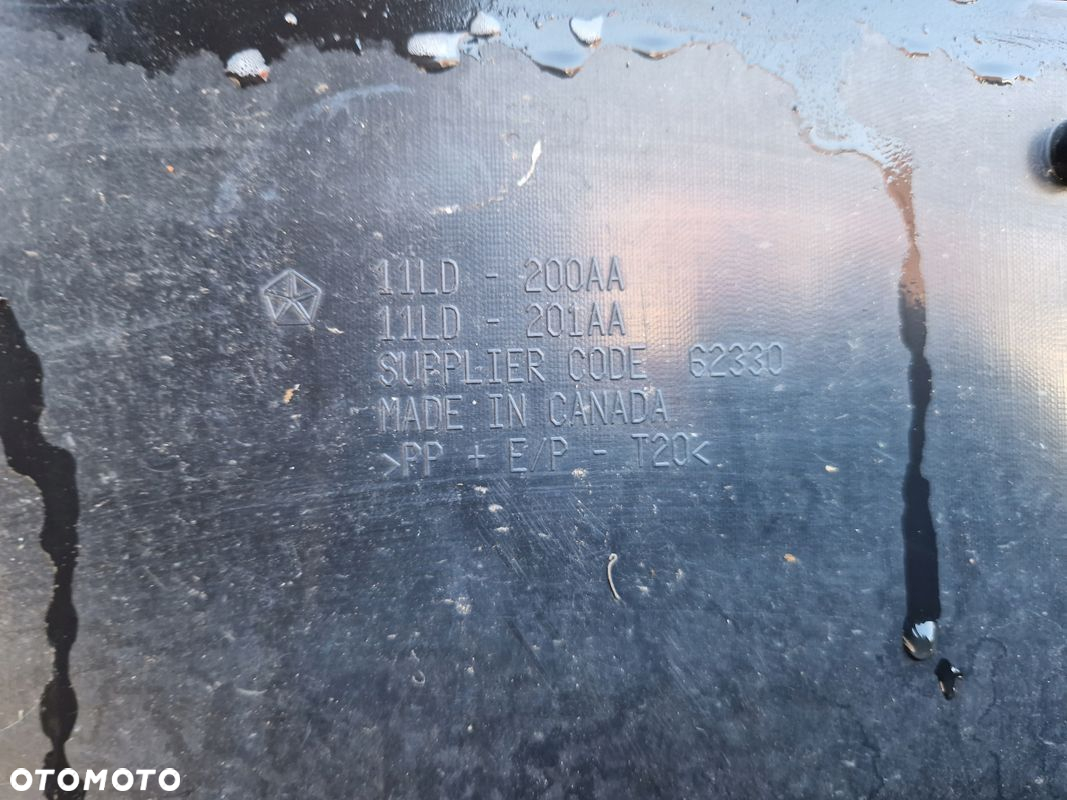 11LD - 200AA
11LD - 201AA
SUPPLIER CODE 62330
MADE IN CANADA
>PP + E/P - T20<
OTOMOTO